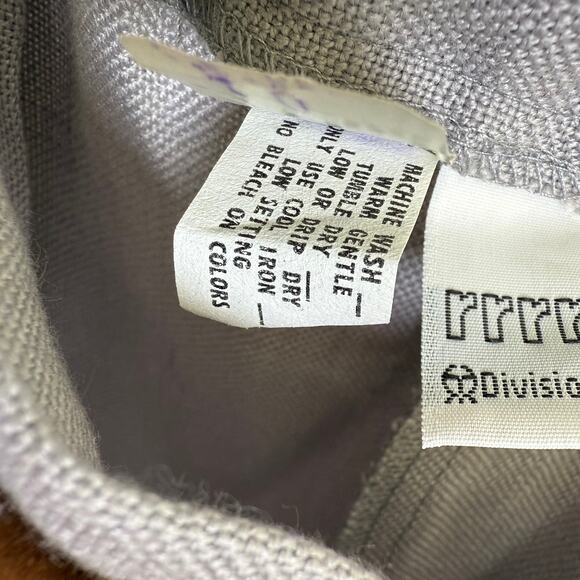 MACHINE WASH —
WARM GENTLE
TUMBLE DRY
LOW OR DRIP DRY
ONLY USE COOL IRON
LOW SETTING
NO BLEACH ON
COLORS
Divisio